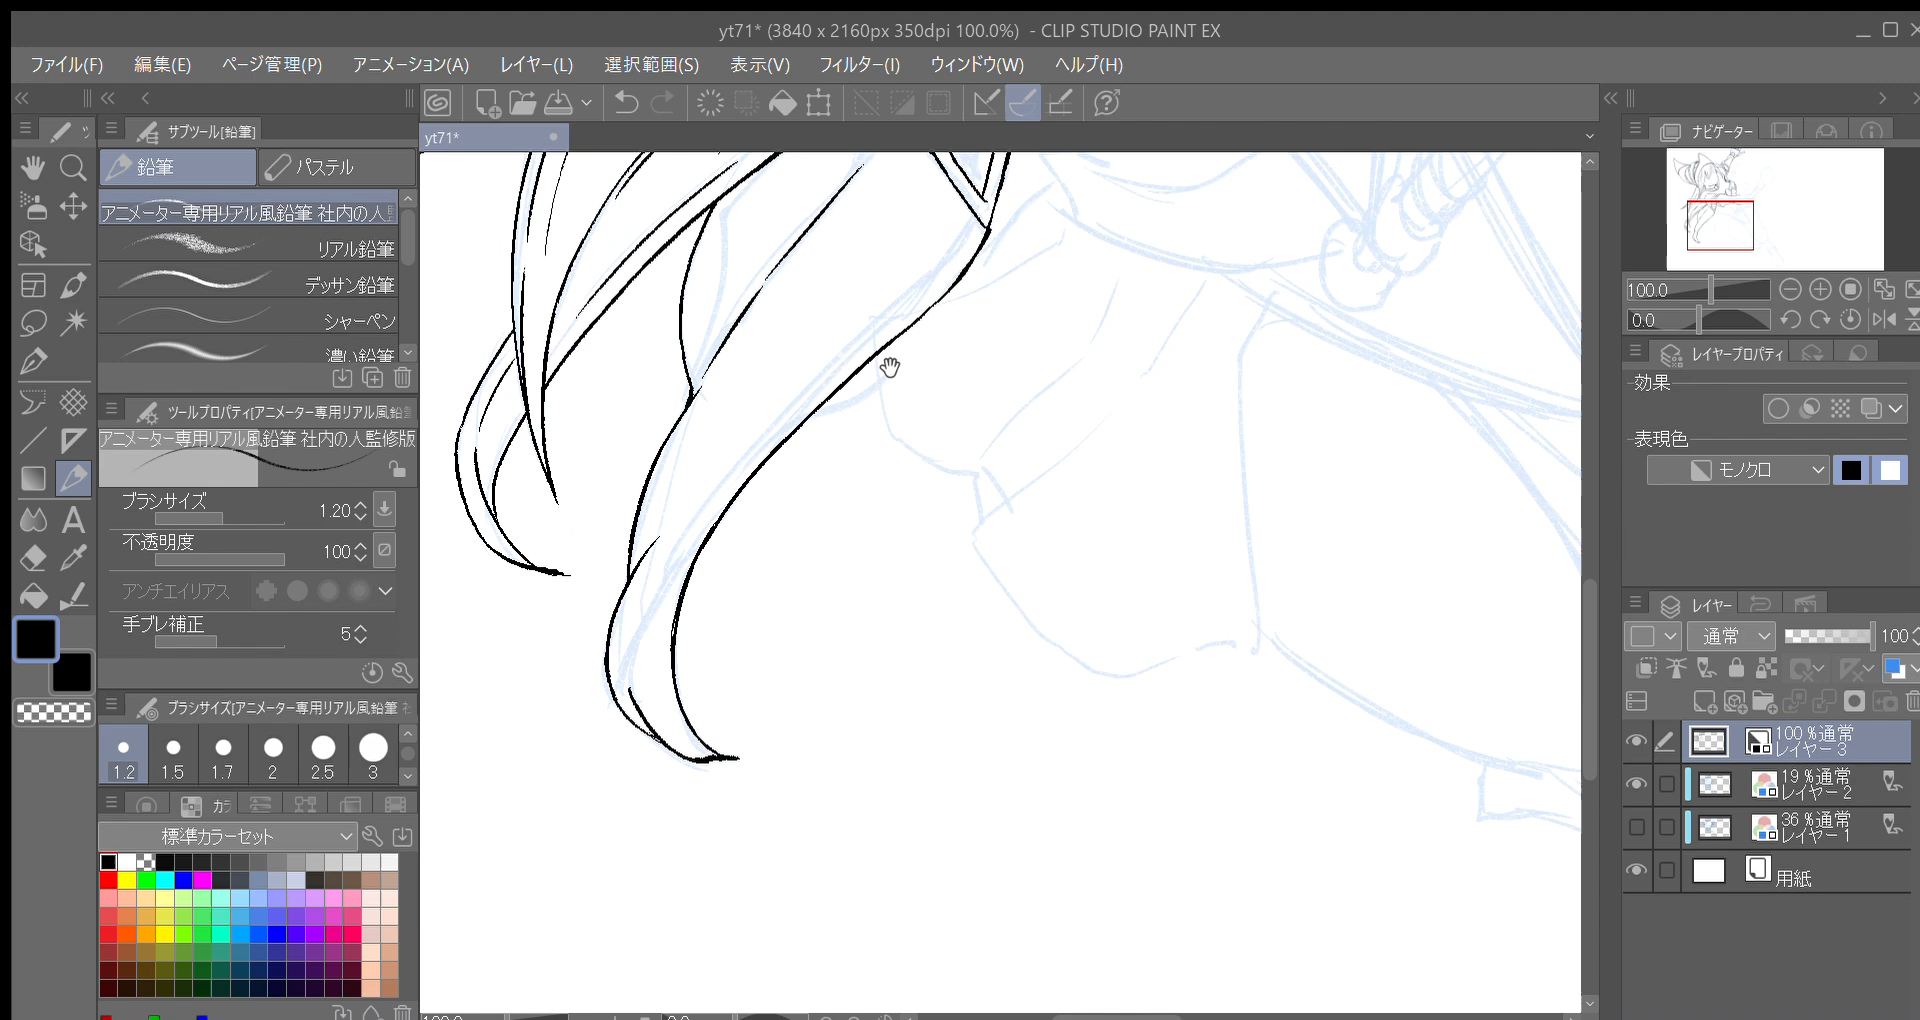 yt71* (3840 x 2160px 350dpi 100.0%) - CLIP STUDIO PAINT EX
ファイル(F) 編集(E) ページ管理(P) アニメーション(A) レイヤー(L) 選択範囲(S) 表示(V) フィルター(I) ウィンドウ(W) ヘルプ(H)
yt71*
サブツール[鉛筆]
鉛筆 パステル
アニメーター専用リアル風鉛筆 社内の人
リアル鉛筆
デッサン鉛筆
シャーペン
濃い鉛筆
ツールプロパティ[アニメーター専用リアル風鉛
アニメーター専用リアル風鉛筆 社内の人監修版
ブラシサイズ 1.20
不透明度 100
アンチエイリアス
手ブレ補正 5
ブラシサイズ[アニメーター専用リアル風鉛筆
1.2 1.5 1.7 2 2.5 3
カラ
標準カラーセット
ナビゲーター
100.0
0.0
レイヤープロパティ
効果
表現色
モノクロ
レイヤー
通常 100
100 %通常
レイヤー 3
19 %通常
レイヤー 2
36 %通常
レイヤー 1
用紙